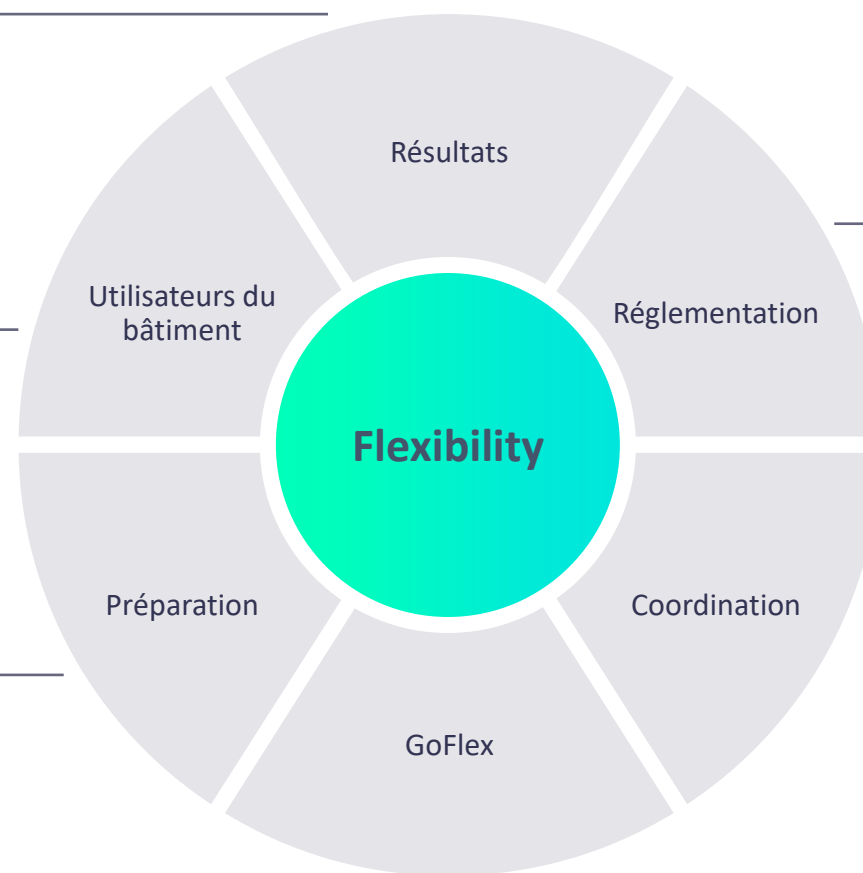 Résultats
Réglementation
Utilisateurs du
bâtiment
Flexibility
Préparation
Coordination
GoFlex